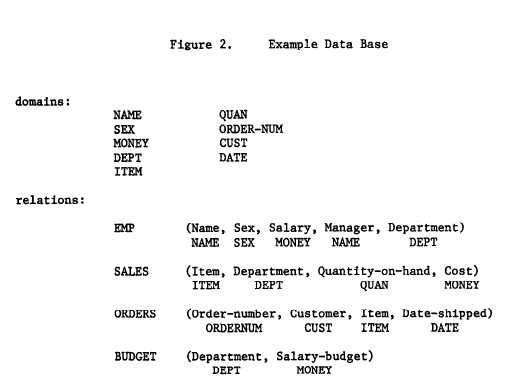 Figure 2. Example Data Base
domains:
NAME QUAN
SEX ORDER-NUM
MONEY CUST
DEPT DATE
ITEM
relations:
EMP (Name, Sex, Salary, Manager, Department)
NAME SEX MONEY NAME DEPT
SALES (Item, Department, Quantity-on-hand, Cost)
ITEM DEPT QUAN MONEY
ORDERS (Order-number, Customer, Item, Date-shipped)
ORDERNUM CUST ITEM DATE
BUDGET (Department, Salary-budget)
DEPT MONEY